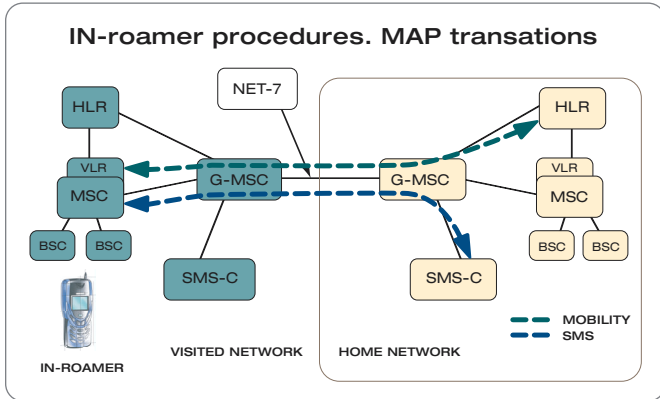 IN-roamer procedures. MAP transations
NET-7
HLR
HLR
VLR
VLR
G-MSC
G-MSC
MSC
MSC
BSC
BSC
BSC
BSC
SMS-C
SMS-C
MOBILITY
SMS
VISITED NETWORK
HOME NETWORK
IN-ROAMER